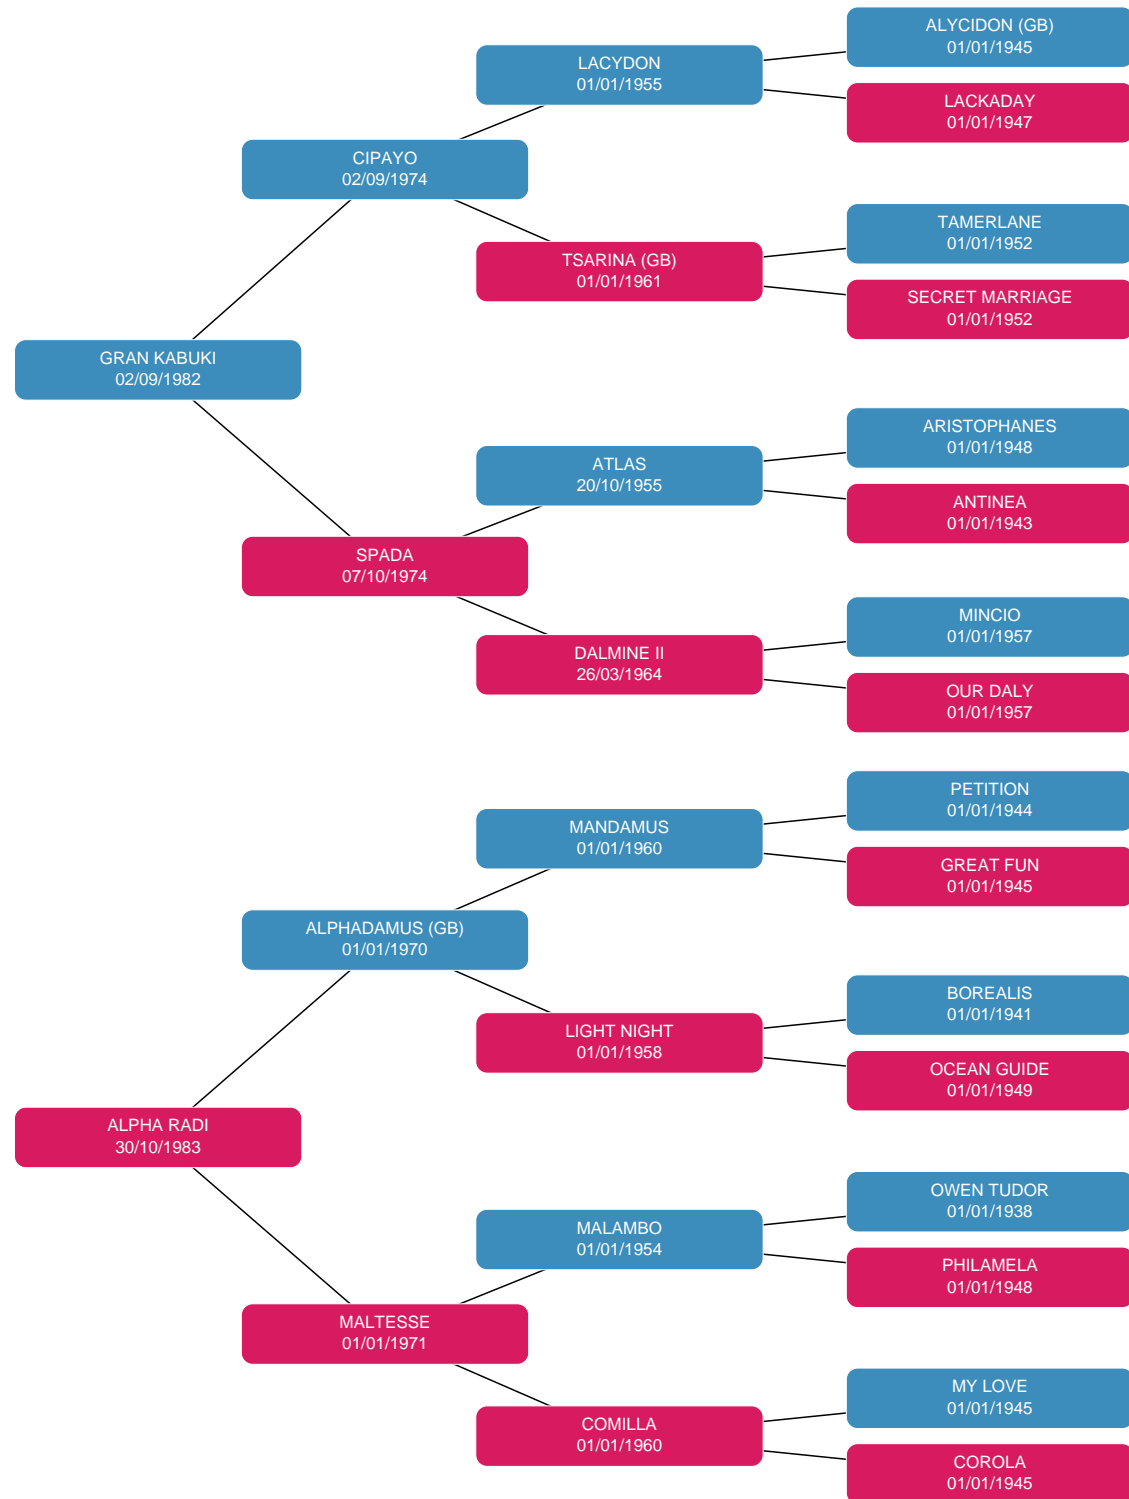 ALYCIDON (GB)
01/01/1945
LACYDON
01/01/1955
LACKADAY
01/01/1947
CIPAYO
02/09/1974
TAMERLANE
01/01/1952
TSARINA (GB)
01/01/1961
SECRET MARRIAGE
01/01/1952
GRAN KABUKI
02/09/1982
ARISTOPHANES
01/01/1948
ATLAS
20/10/1955
ANTINEA
01/01/1943
SPADA
07/10/1974
MINCIO
01/01/1957
DALMINE II
26/03/1964
OUR DALY
01/01/1957
PETITION
01/01/1944
MANDAMUS
01/01/1960
GREAT FUN
01/01/1945
ALPHADAMUS (GB)
01/01/1970
BOREALIS
01/01/1941
LIGHT NIGHT
01/01/1958
OCEAN GUIDE
01/01/1949
ALPHA RADI
30/10/1983
OWEN TUDOR
01/01/1938
MALAMBO
01/01/1954
PHILAMELA
01/01/1948
MALTESSE
01/01/1971
MY LOVE
01/01/1945
COMILLA
01/01/1960
COROLA
01/01/1945